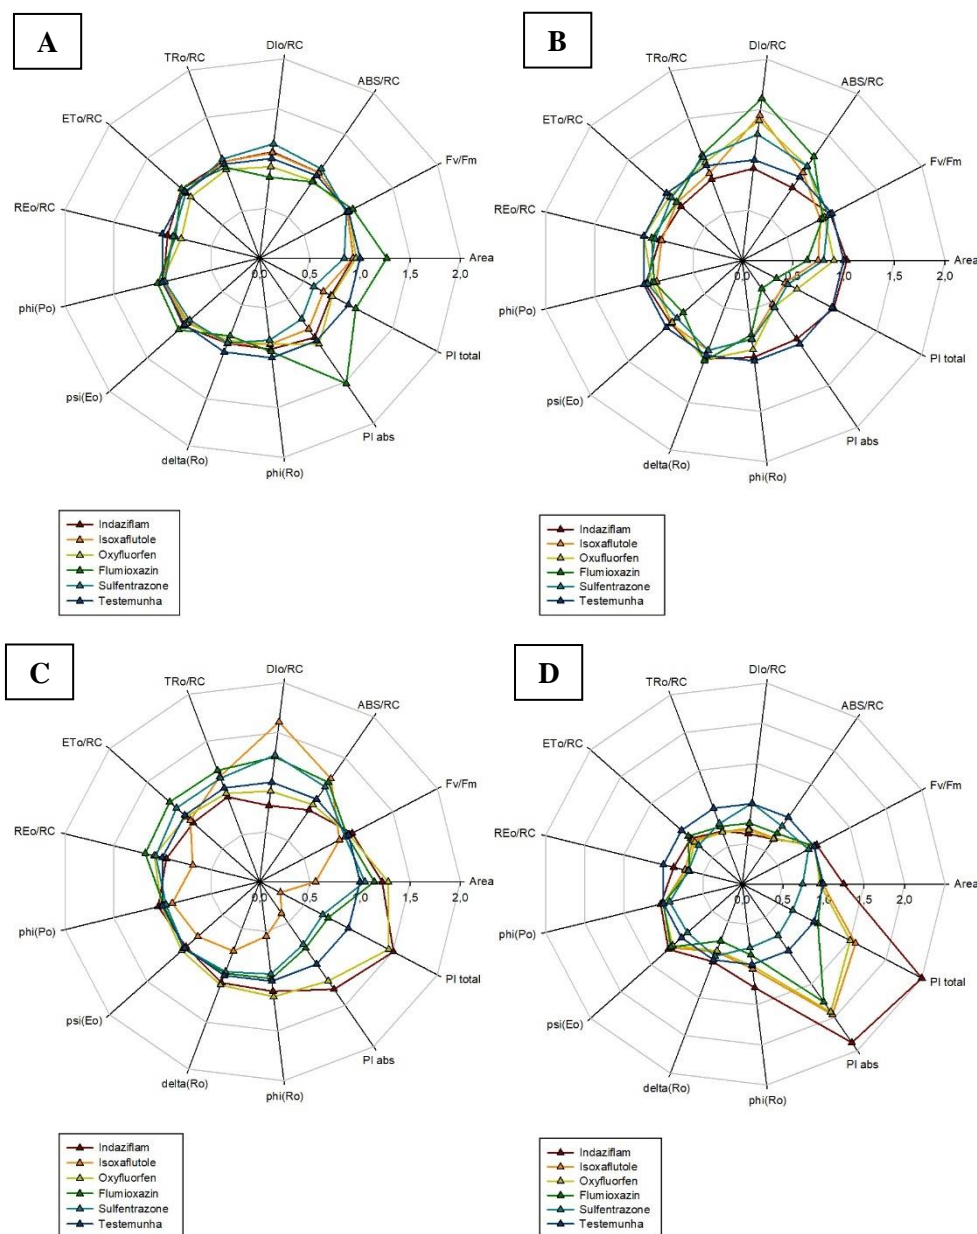 A
DIo/RC
TRo/RC
ABS/RC
ETo/RC
Fv/Fm
REo/RC
Area
0,0 0,5 1,0 1,5 2,0
phi(Po)
PI total
psi(Eo)
PI abs
delta(Ro)
phi(Ro)
Indaziflam
Isoxaflutole
Oxyfluorfen
Flumioxazin
Sulfentrazone
Testemunha
B
DIo/RC
TRo/RC
ABS/RC
ETo/RC
Fv/Fm
REo/RC
Area
0,0 0,5 1,0 1,5 2,0
phi(Po)
PI total
psi(Eo)
PI abs
delta(Ro)
phi(Ro)
Indaziflam
Isoxaflutole
Oxufluorfen
Flumioxazin
Sulfentrazone
Testemunha
C
DIo/RC
TRo/RC
ABS/RC
ETo/RC
Fv/Fm
REo/RC
Area
0,0 0,5 1,0 1,5 2,0
phi(Po)
PI total
psi(Eo)
PI abs
delta(Ro)
phi(Ro)
Indaziflam
Isoxaflutole
Oxyfluorfen
Flumioxazin
Sulfentrazone
Testemunha
D
DIo/RC
TRo/RC
ABS/RC
ETo/RC
Fv/Fm
REo/RC
Area
0,0 0,5 1,0 1,5 2,0
phi(Po)
PI total
psi(Eo)
PI abs
delta(Ro)
phi(Ro)
Indaziflam
Isoxaflutole
Oxyfluorfen
Flumioxazin
Sulfentrazone
Testemunha